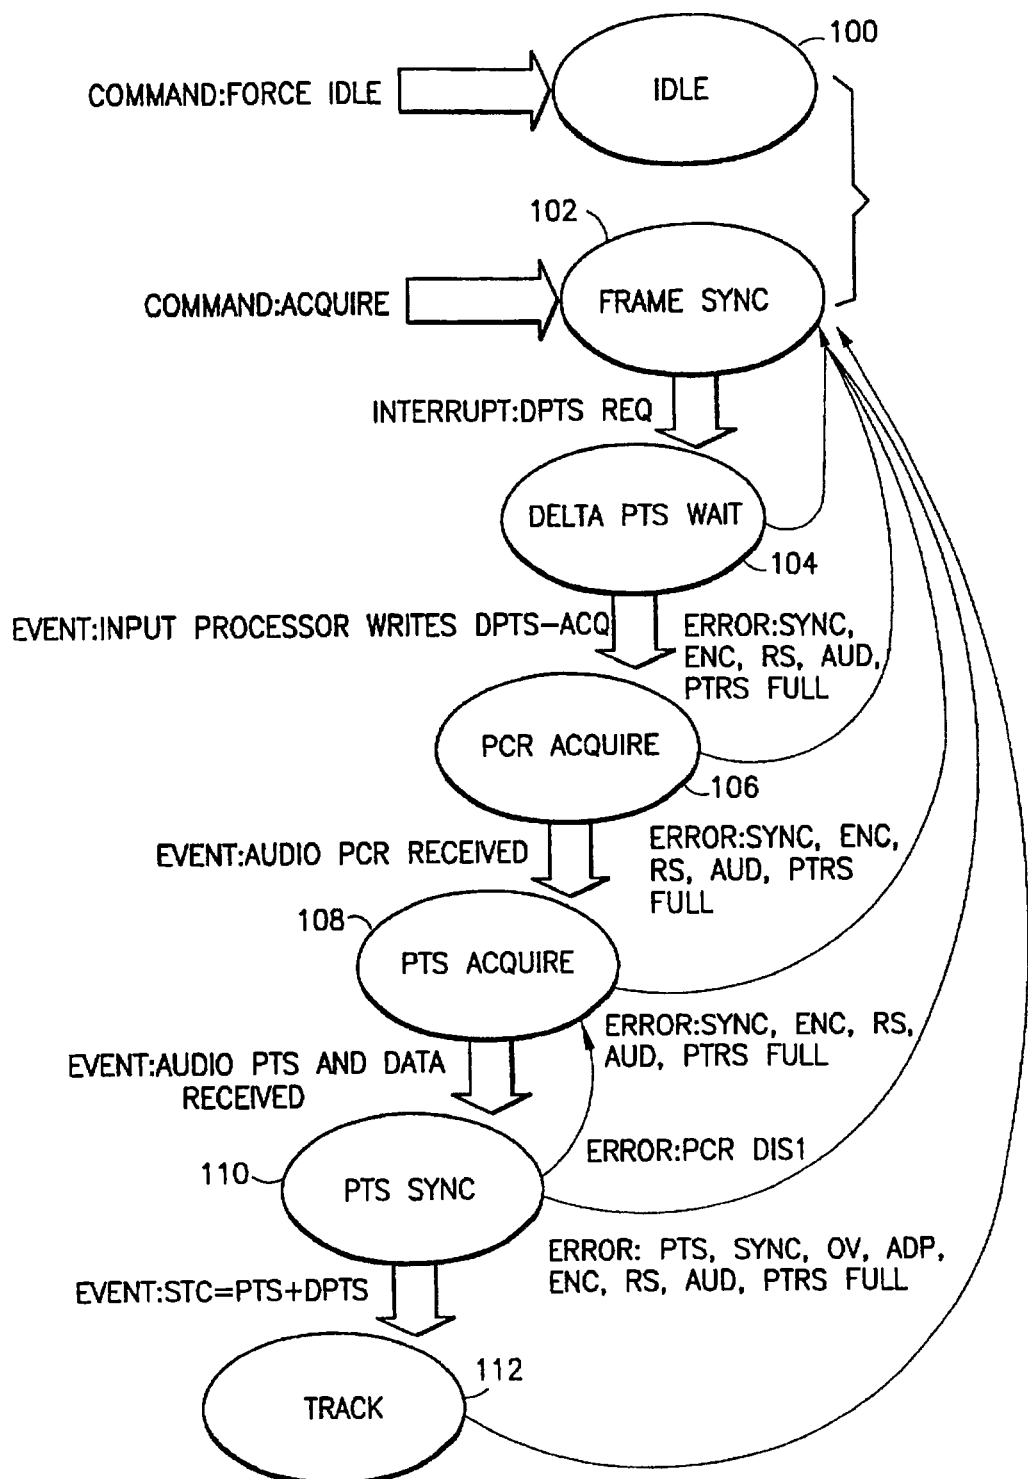 100
COMMAND:FORCE IDLE
IDLE
102
COMMAND:ACQUIRE
FRAME SYNC
INTERRUPT:DPTS REQ
DELTA PTS WAIT
104
EVENT:INPUT PROCESSOR WRITES DPTS-ACQ
ERROR:SYNC,
ENC, RS, AUD,
PTRS FULL
PCR ACQUIRE
106
EVENT:AUDIO PCR RECEIVED
ERROR:SYNC, ENC,
RS, AUD, PTRS
FULL
108
PTS ACQUIRE
ERROR:SYNC, ENC, RS,
AUD, PTRS FULL
EVENT:AUDIO PTS AND DATA
RECEIVED
ERROR:PCR DIS1
110
PTS SYNC
ERROR: PTS, SYNC, OV, ADP,
ENC, RS, AUD, PTRS FULL
EVENT:STC=PTS+DPTS
112
TRACK